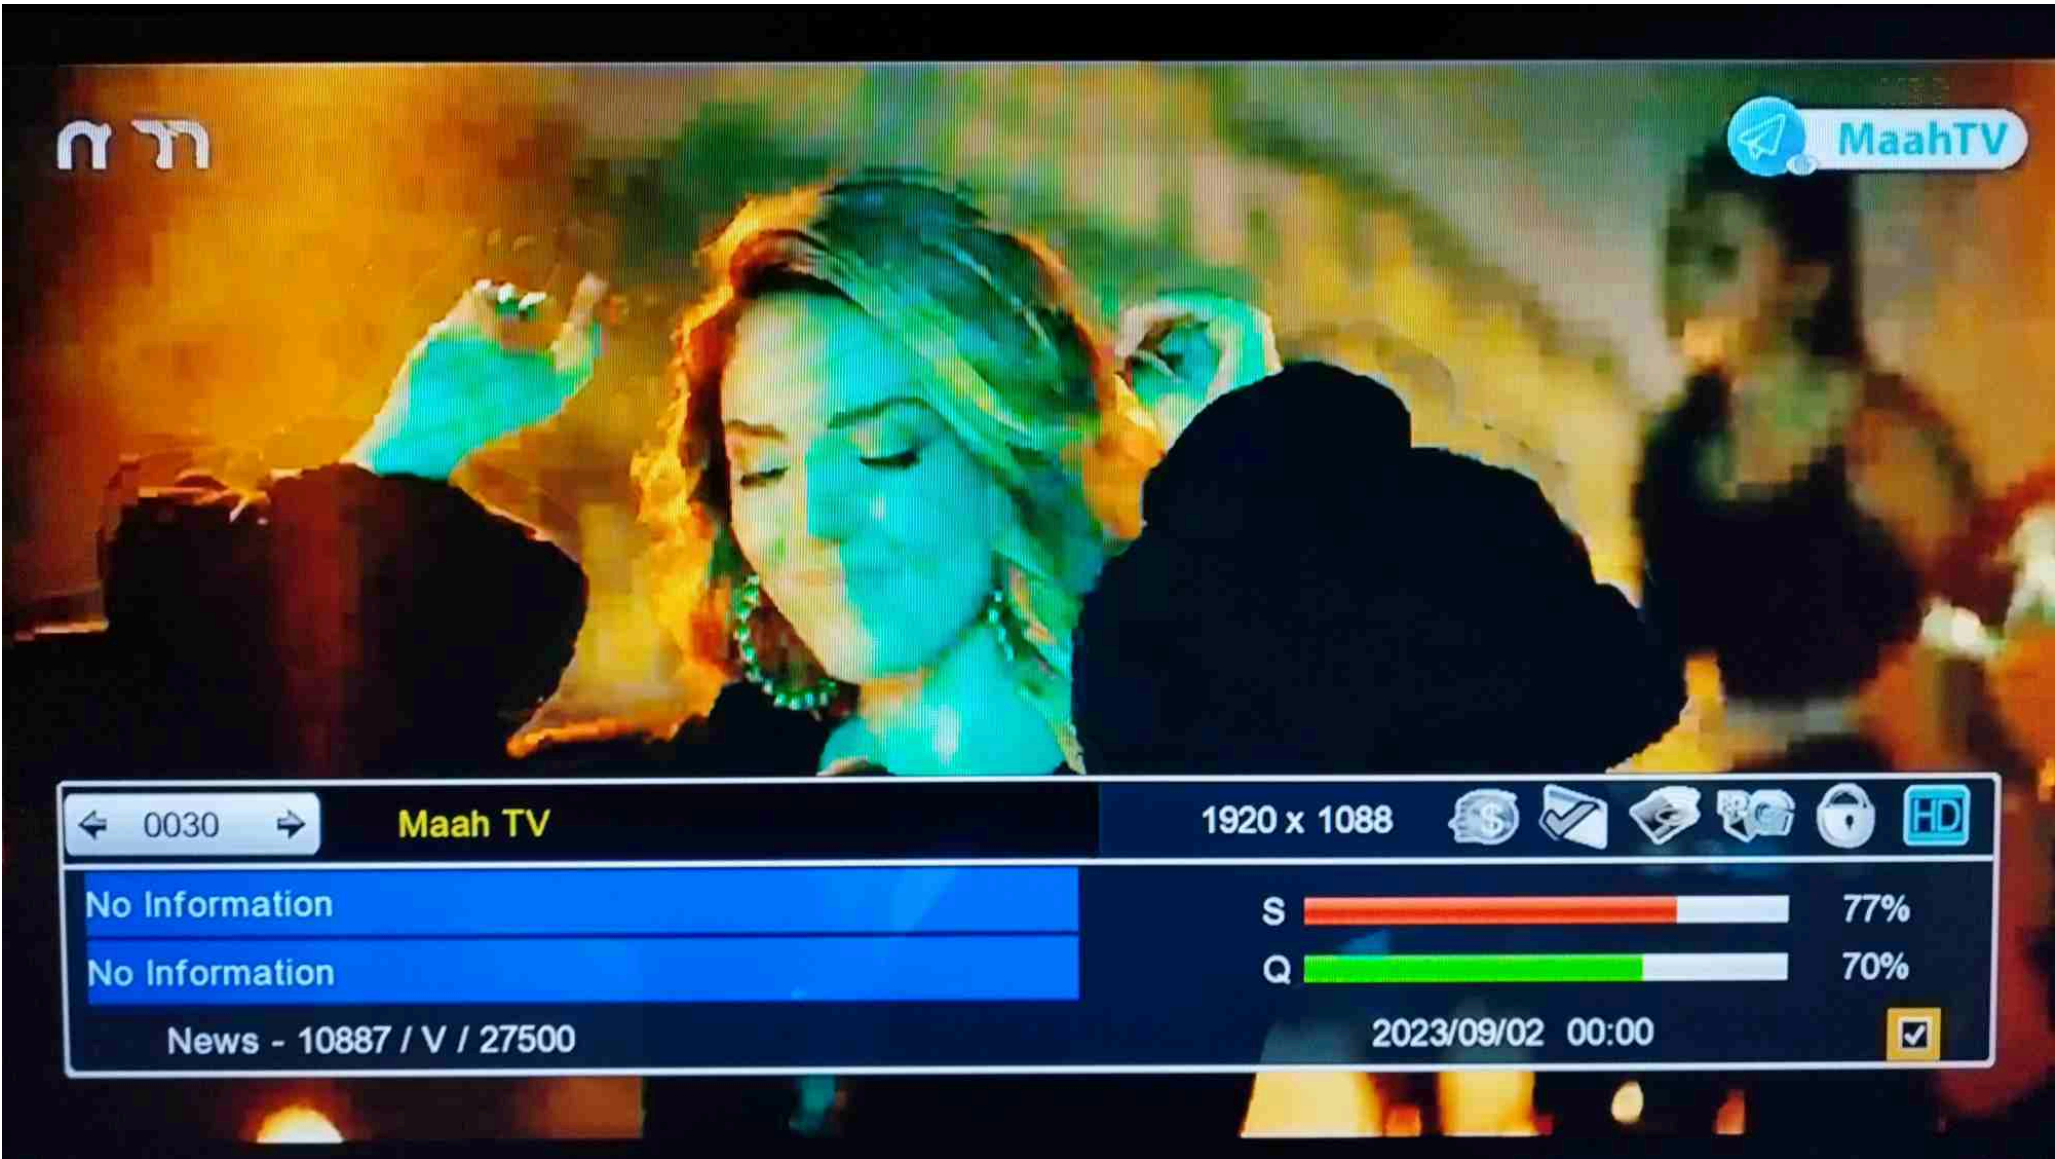 MaahTV
0030
Maah TV
1920 x 1088
HD
No Information
S
77%
No Information
Q
70%
News - 10887 / V / 27500
2023/09/02 00:00